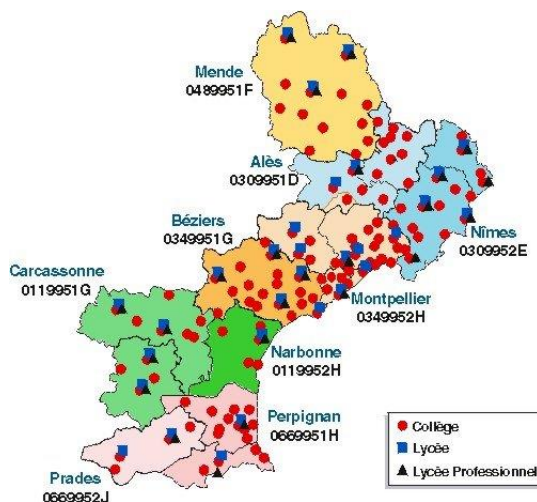 Mende
0489951F
Alès
0309951D
Béziers
0349951G
Nîmes
0309952E
Carcassonne
0119951G
Montpellier
0349952H
Narbonne
0119952H
Perpignan
0669951H
Prades
0669952J
Collège
Lycée
Lycée Professionnel